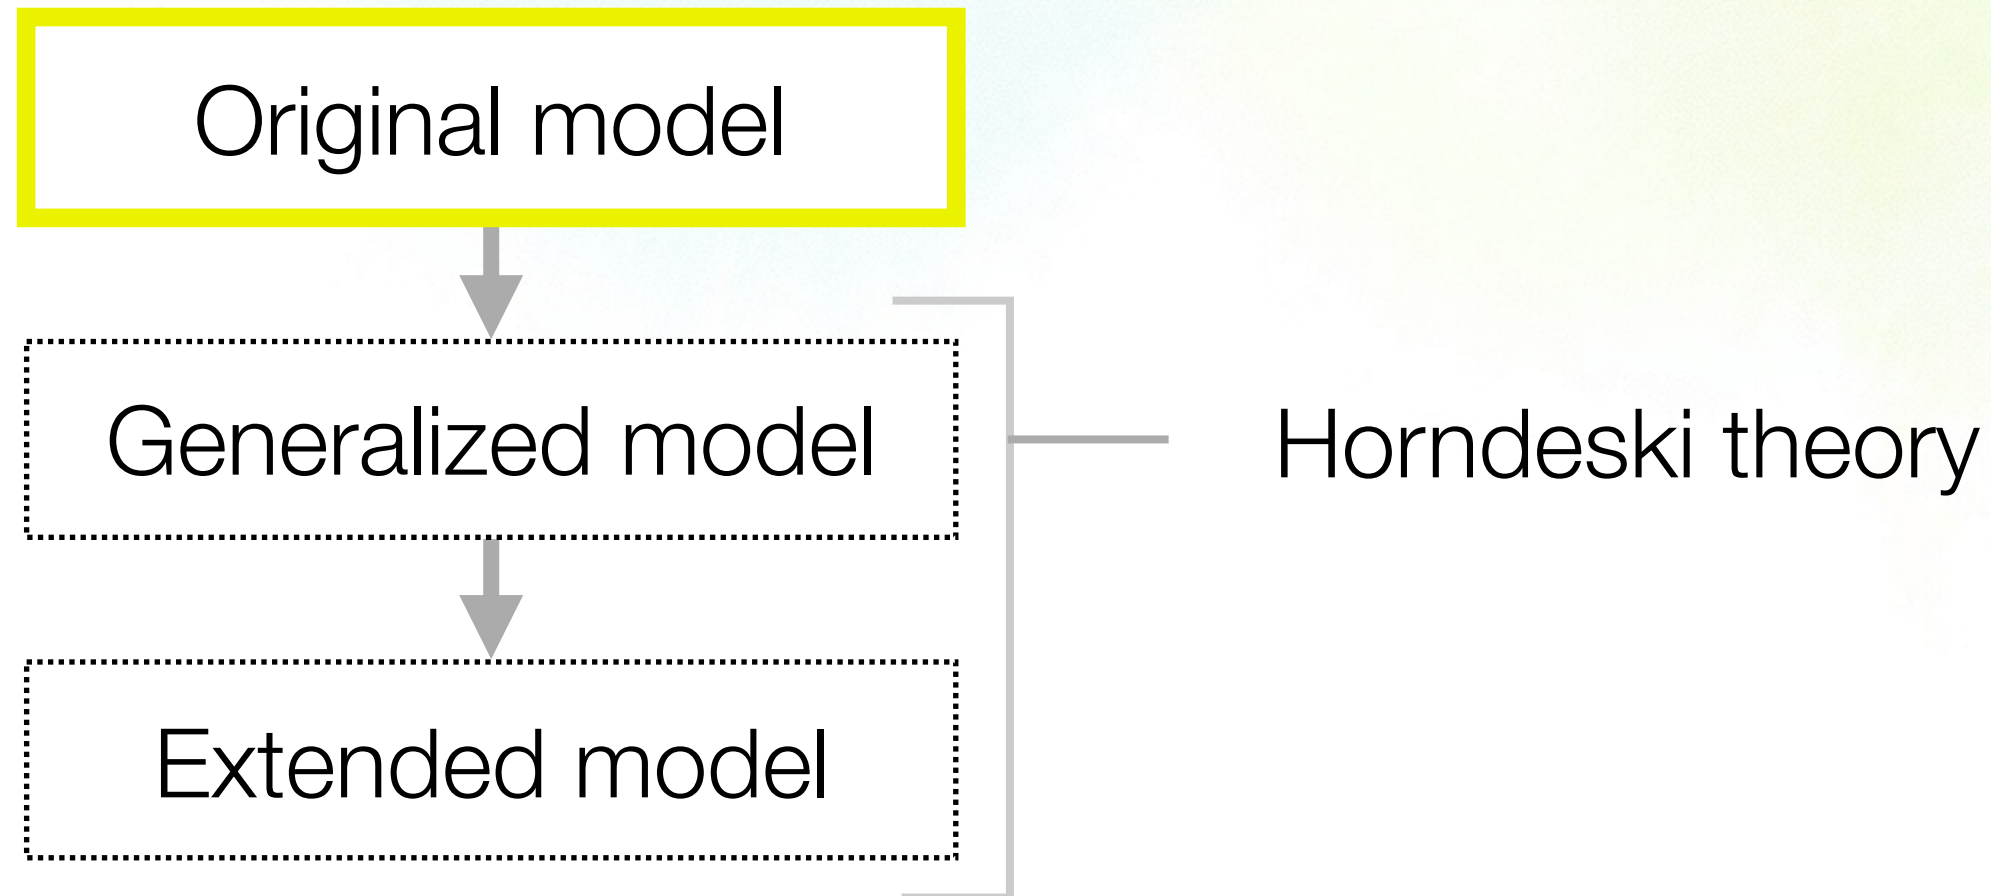 Original model
Generalized model
Horndeski theory
Extended model